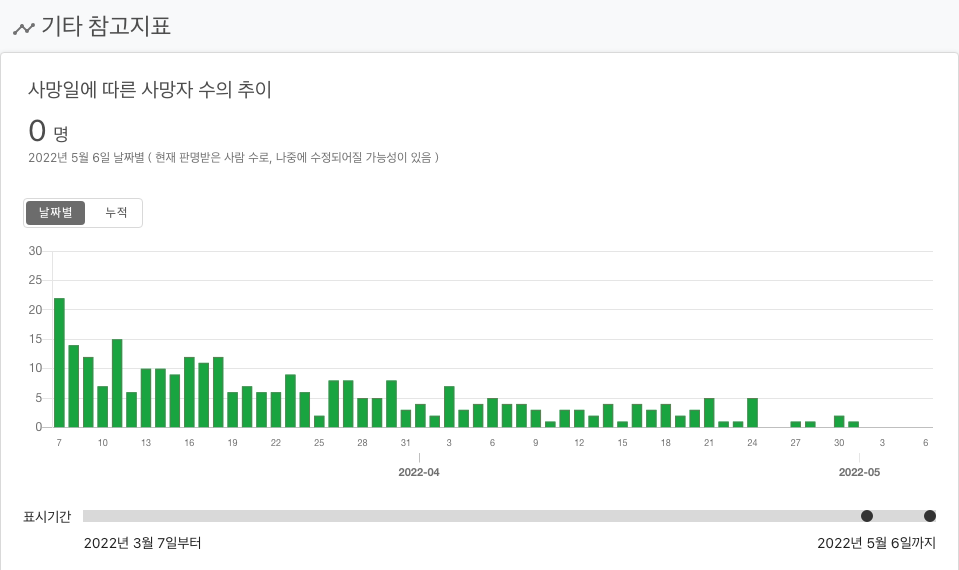 기타 참고지표
사망일에 따른 사망자 수의 추이
0 명
2022년 5월 6일 날짜별 ( 현재 판명받은 사람 수로, 나중에 수정되어질 가능성이 있음 )
날짜별 누적
30
25
20
15
10
5
0
7 10 13 16 19 22 25 28 31 3 6 9 12 15 18 21 24 27 30 3 6
2022-04 2022-05
표시기간
2022년 3월 7일부터 2022년 5월 6일까지